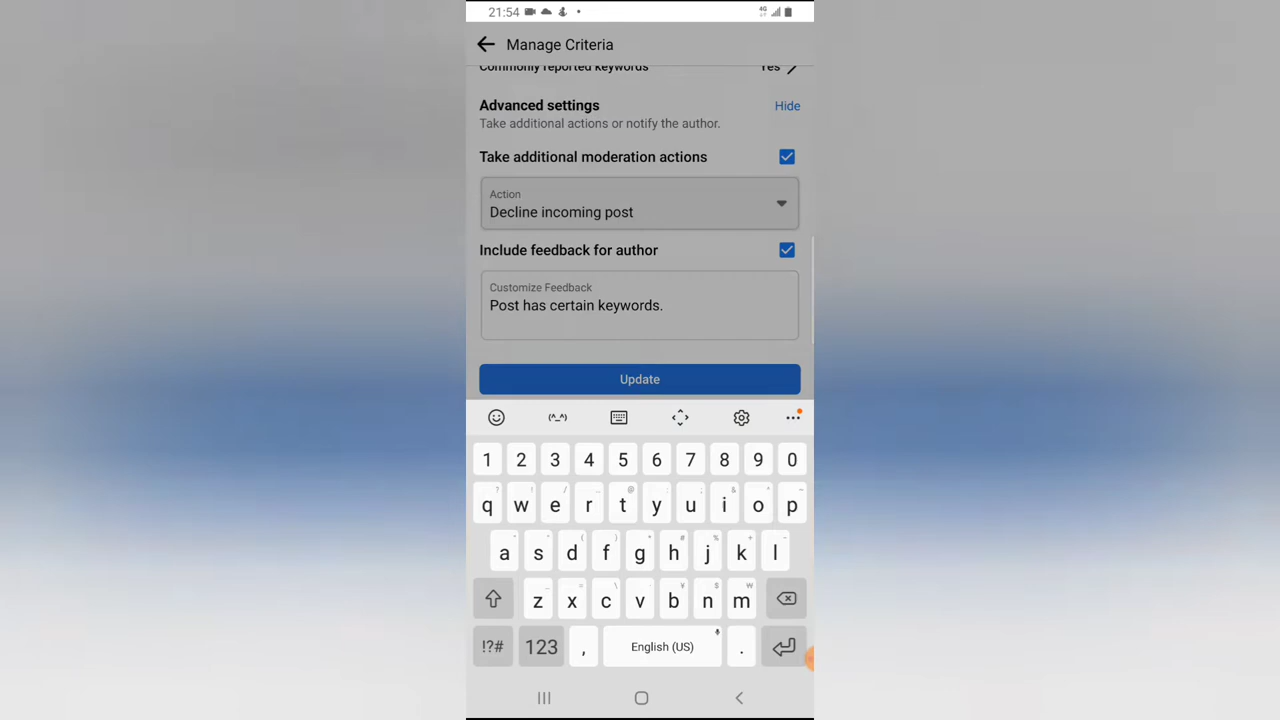 21:54 4G
Manage Criteria
Commonly reported keywords Yes
Advanced settings Hide
Take additional actions or notify the author.
Take additional moderation actions
Action
Decline incoming post
Include feedback for author
Customize Feedback
Post has certain keywords.
Update
(^_^)
1 2 3 4 5 6 7 8 9 0
q w e r t y u i o p
a s d f g h j k l
z x c v b n m
!?# 123 , English (US) .